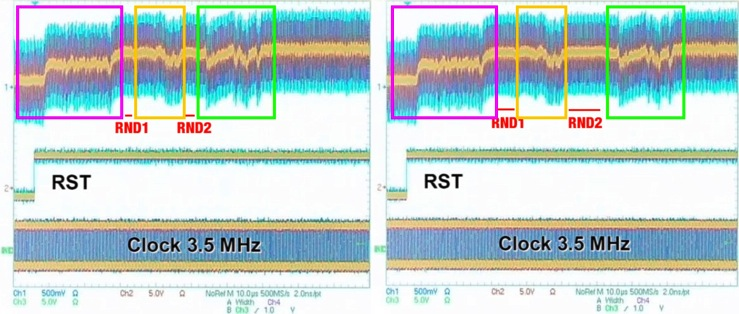 RND1 RND2
RST
Clock 3.5 MHz
Ch1 500mV Ω Ch2 5.0V Ω NoRef M 10.0µs 500MS/s 2.0ns/pt
Ch3 5.0V Ω A Width Ch4
B Ch3 / 1.0 V
RND1 RND2
RST
Clock 3.5 MHz
Ch1 500mV Ω Ch2 5.0V Ω NoRef M 10.0µs 500MS/s 2.0ns/pt
Ch3 5.0V Ω A Width Ch4
B Ch3 / 1.0 V